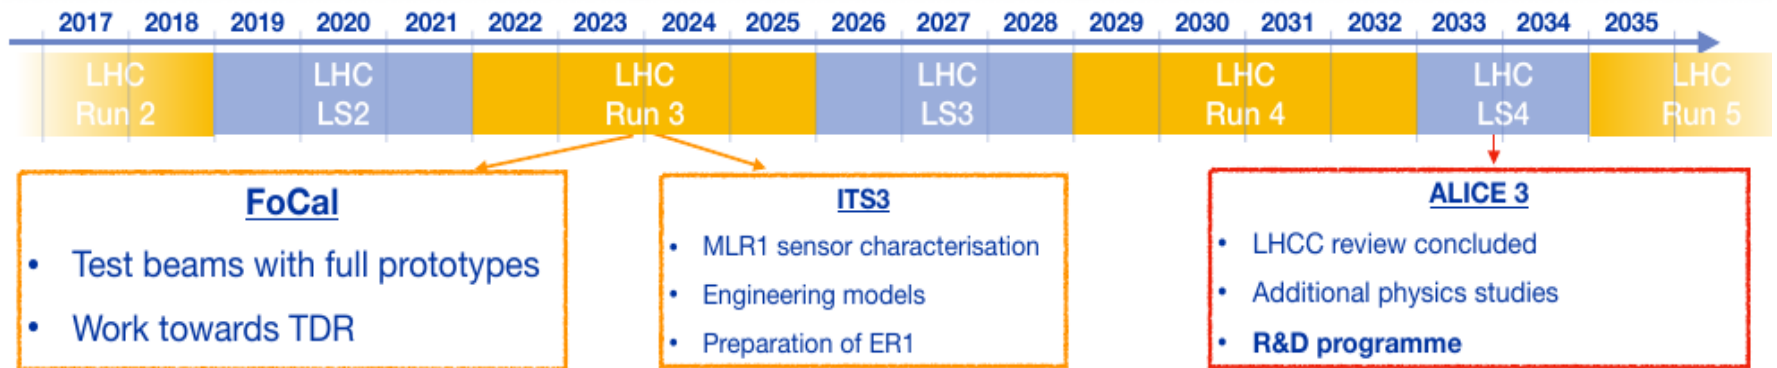 2017 2018 2019 2020 2021 2022 2023 2024 2025 2026 2027 2028 2029 2030 2031 2032 2033 2034 2035
LHC Run 2
LHC LS2
LHC Run 3
LHC LS3
LHC Run 4
LHC LS4
LHC Run 5
FoCal
• Test beams with full prototypes
• Work towards TDR
ITS3
• MLR1 sensor characterisation
• Engineering models
• Preparation of ER1
ALICE 3
• LHCC review concluded
• Additional physics studies
• R&D programme